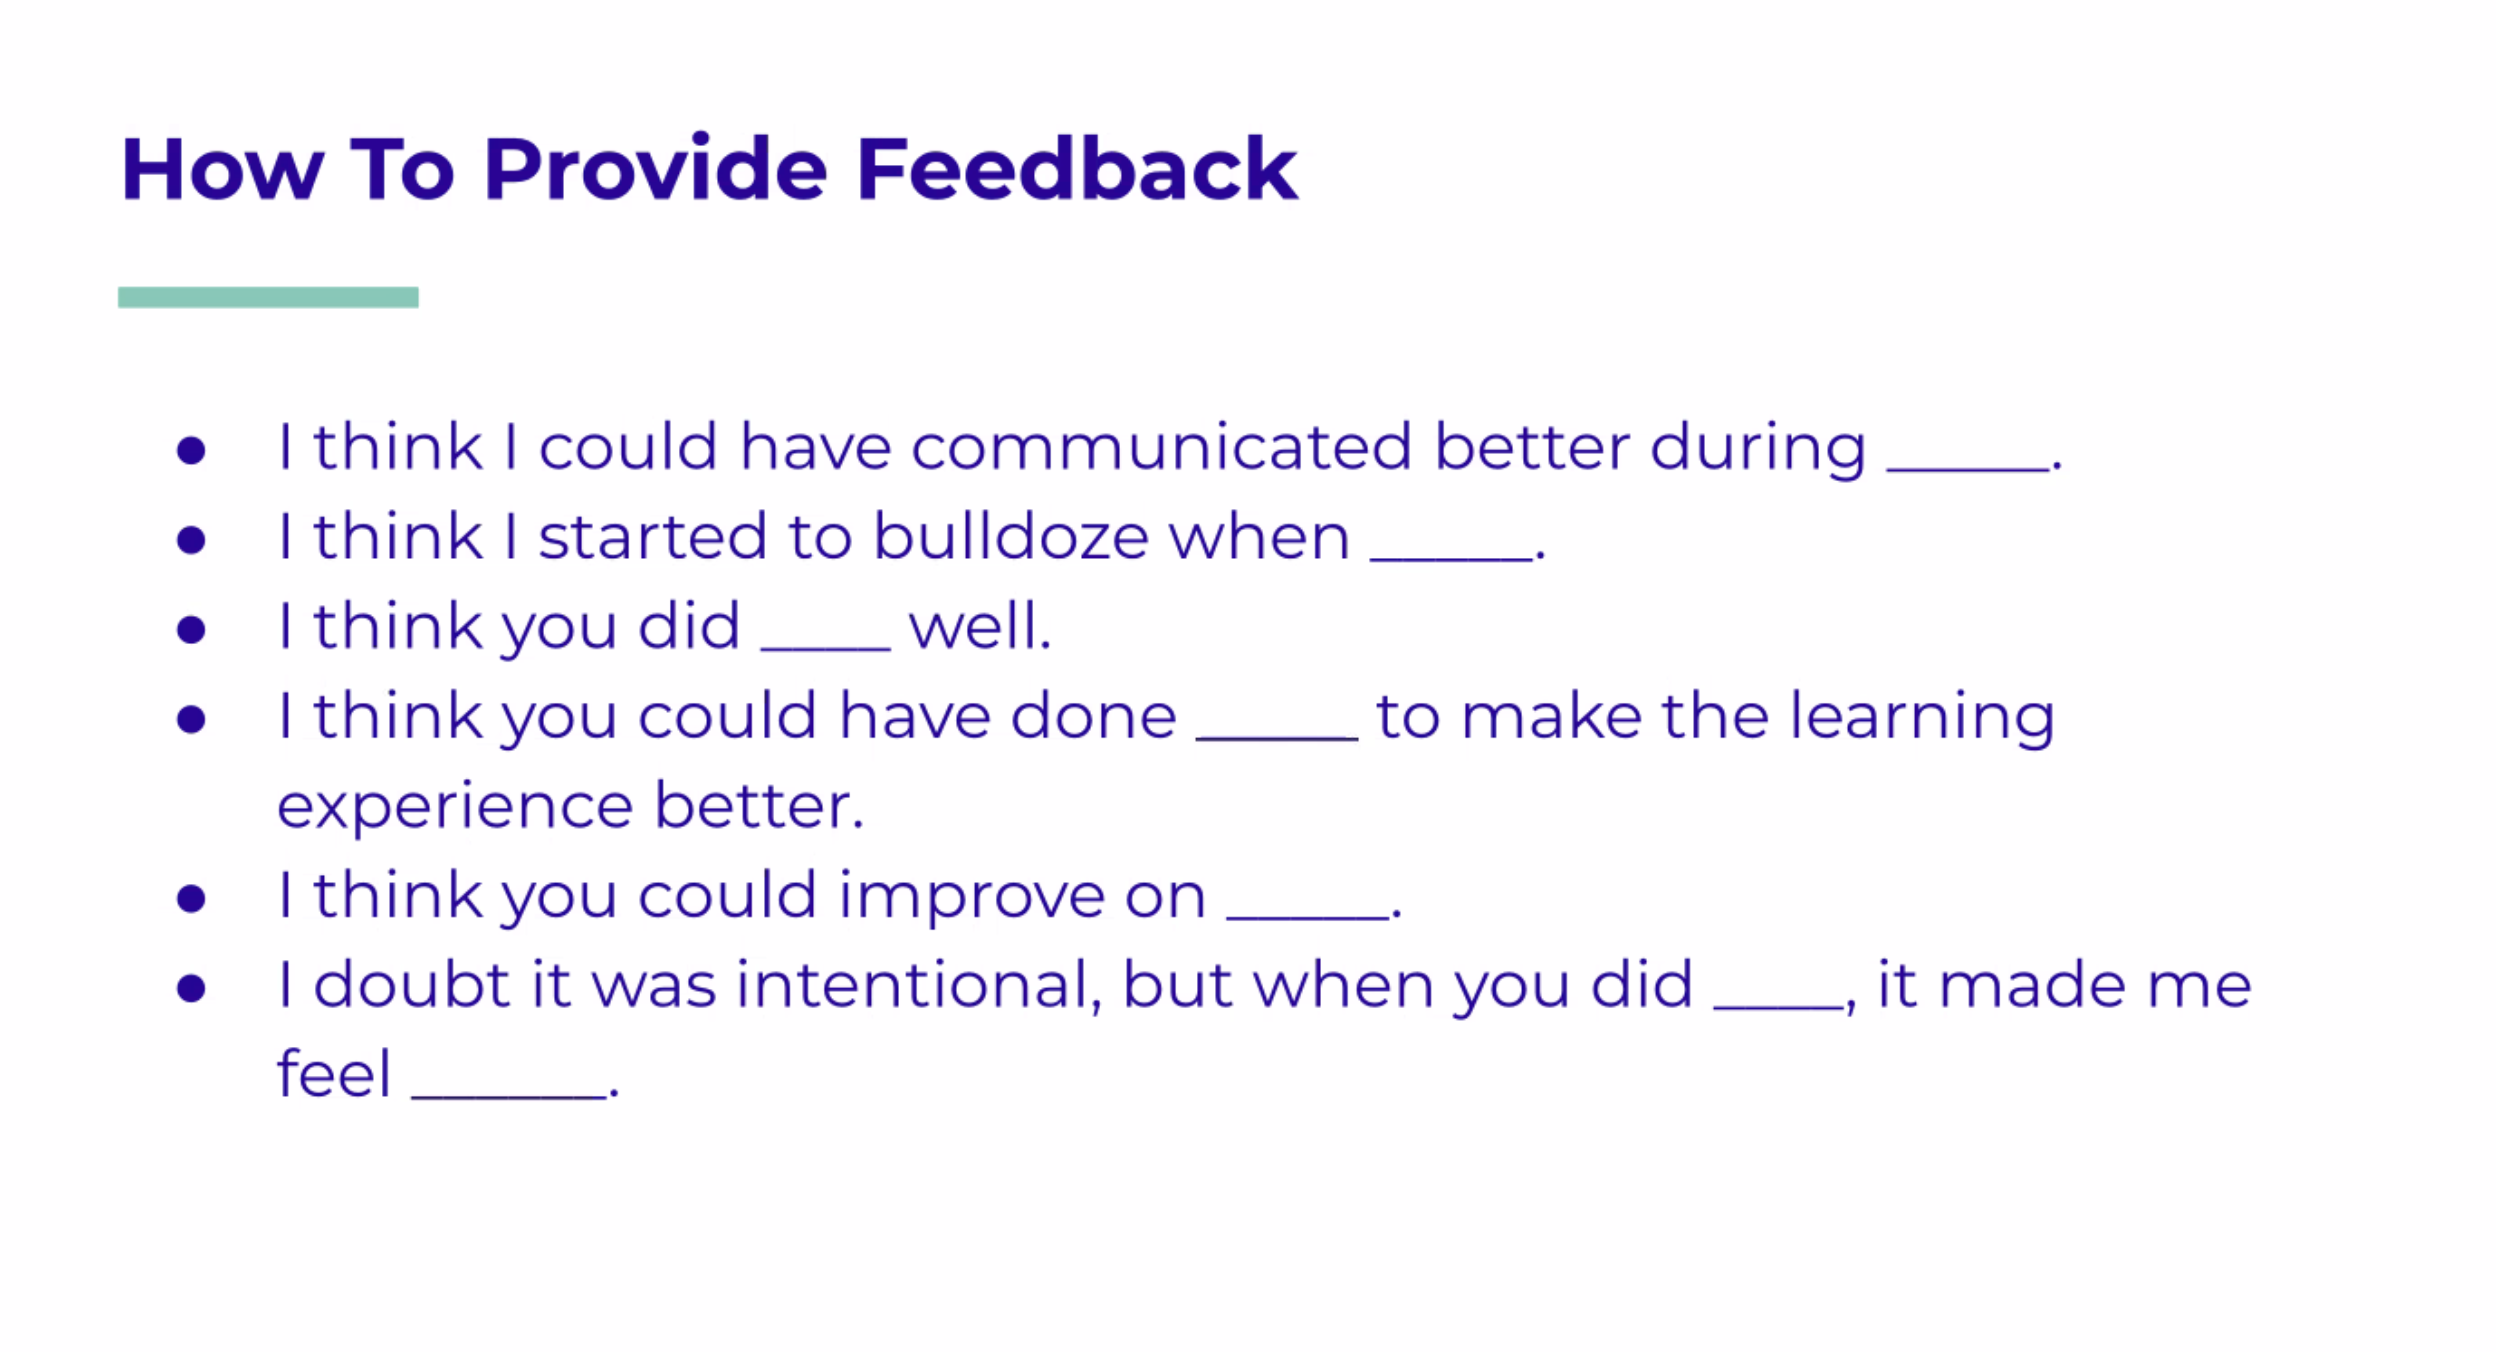 How To Provide Feedback
● I think I could have communicated better during _____.
● I think I started to bulldoze when _____.
● I think you did ____ well.
● I think you could have done _____ to make the learning
experience better.
● I think you could improve on _____.
● I doubt it was intentional, but when you did ____, it made me
feel ______.